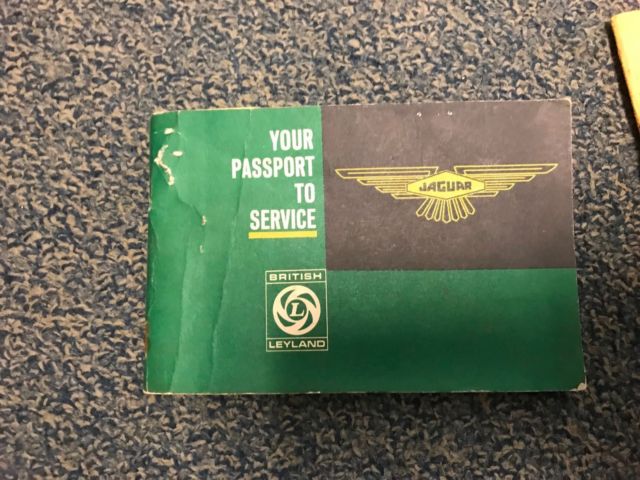 YOUR
PASSPORT
TO
SERVICE
JAGUAR
BRITISH
L
LEYLAND